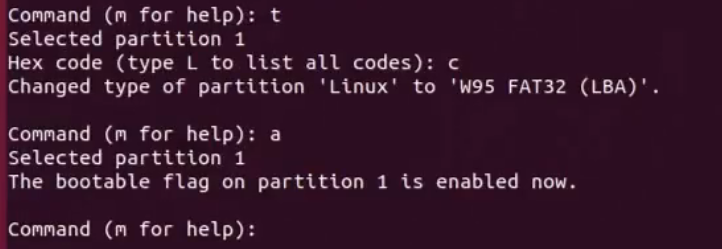 Command (m for help): t
Selected partition 1
Hex code (type L to list all codes): c
Changed type of partition 'Linux' to 'W95 FAT32 (LBA)'.
Command (m for help): a
Selected partition 1
The bootable flag on partition 1 is enabled now.
Command (m for help):